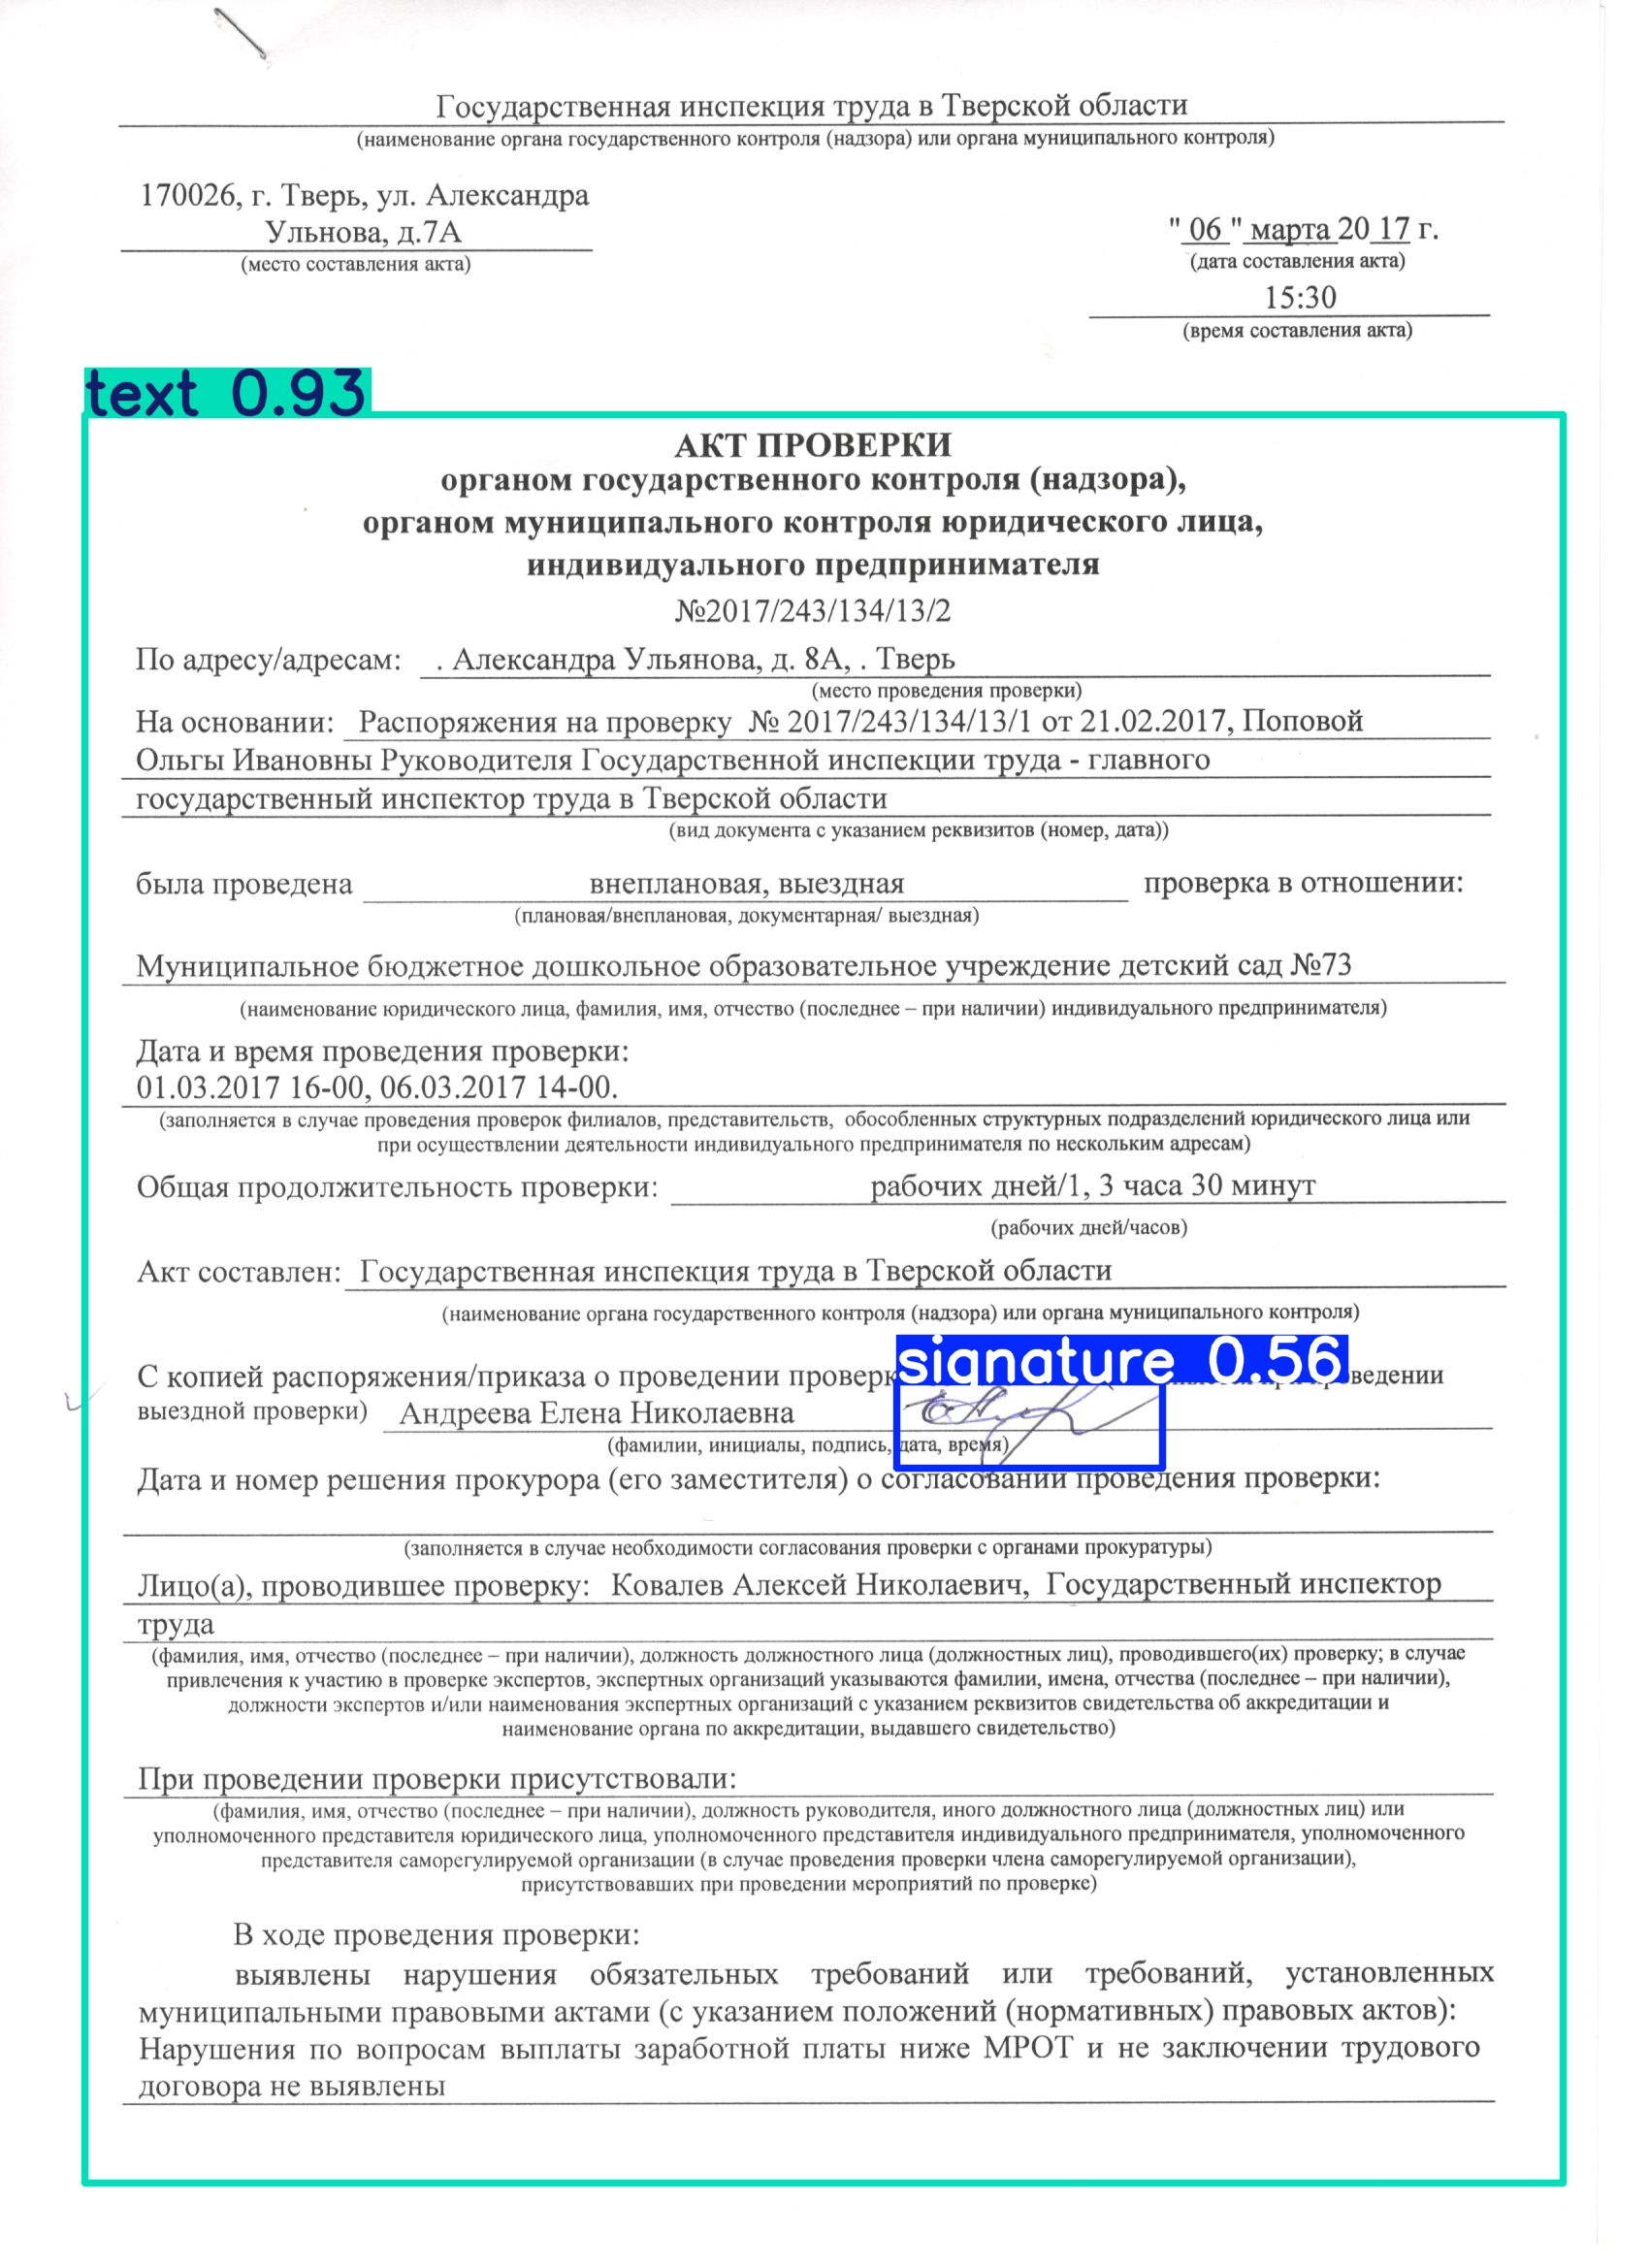 Государственная инспекция труда в Тверской области
(наименование органа государственного контроля (надзора) или органа муниципального контроля)
170026, г. Тверь, ул. Александра
Ульнова, д.7А
(место составления акта)
" 06 " марта 20 17 г.
(дата составления акта)
15:30
(время составления акта)
text 0.93
АКТ ПРОВЕРКИ
органом государственного контроля (надзора),
органом муниципального контроля юридического лица,
индивидуального предпринимателя
№2017/243/134/13/2
По адресу/адресам: . Александра Ульянова, д. 8А, . Тверь
(место проведения проверки)
На основании: Распоряжения на проверку № 2017/243/134/13/1 от 21.02.2017, Поповой
Ольги Ивановны Руководителя Государственной инспекции труда - главного
государственный инспектор труда в Тверской области
(вид документа с указанием реквизитов (номер, дата))
была проведена внеплановая, выездная проверка в отношении:
(плановая/внеплановая, документарная/ выездная)
Муниципальное бюджетное дошкольное образовательное учреждение детский сад №73
(наименование юридического лица, фамилия, имя, отчество (последнее – при наличии) индивидуального предпринимателя)
Дата и время проведения проверки:
01.03.2017 16-00, 06.03.2017 14-00.
(заполняется в случае проведения проверок филиалов, представительств, обособленных структурных подразделений юридического лица или
при осуществлении деятельности индивидуального предпринимателя по нескольким адресам)
Общая продолжительность проверки: рабочих дней/1, 3 часа 30 минут
(рабочих дней/часов)
Акт составлен: Государственная инспекция труда в Тверской области
(наименование органа государственного контроля (надзора) или органа муниципального контроля)
signature 0.56
С копией распоряжения/приказа о проведении
выездной проверки) Андреева Елена Николаевна
(фамилии, инициалы, подпись, дата, время)
Дата и номер решения прокурора (его заместителя) о согласовании проведения проверки:
(заполняется в случае необходимости согласования проверки с органами прокуратуры)
Лицо(а), проводившее проверку: Ковалев Алексей Николаевич, Государственный инспектор
труда
(фамилия, имя, отчество (последнее – при наличии), должность должностного лица (должностных лиц), проводившего(их) проверку; в случае
привлечения к участию в проверке экспертов, экспертных организаций указываются фамилии, имена, отчества (последнее – при наличии),
должности экспертов и/или наименования экспертных организаций с указанием реквизитов свидетельства об аккредитации и
наименование органа по аккредитации, выдавшего свидетельство)
При проведении проверки присутствовали:
(фамилия, имя, отчество (последнее – при наличии), должность руководителя, иного должностного лица (должностных лиц) или
уполномоченного представителя юридического лица, уполномоченного представителя индивидуального предпринимателя, уполномоченного
представителя саморегулируемой организации (в случае проведения проверки члена саморегулируемой организации),
присутствовавших при проведении мероприятий по проверке)
В ходе проведения проверки:
выявлены нарушения обязательных требований или требований, установленных
муниципальными правовыми актами (с указанием положений (нормативных) правовых актов):
Нарушения по вопросам выплаты заработной платы ниже МРОТ и не заключении трудового
договора не выявлены